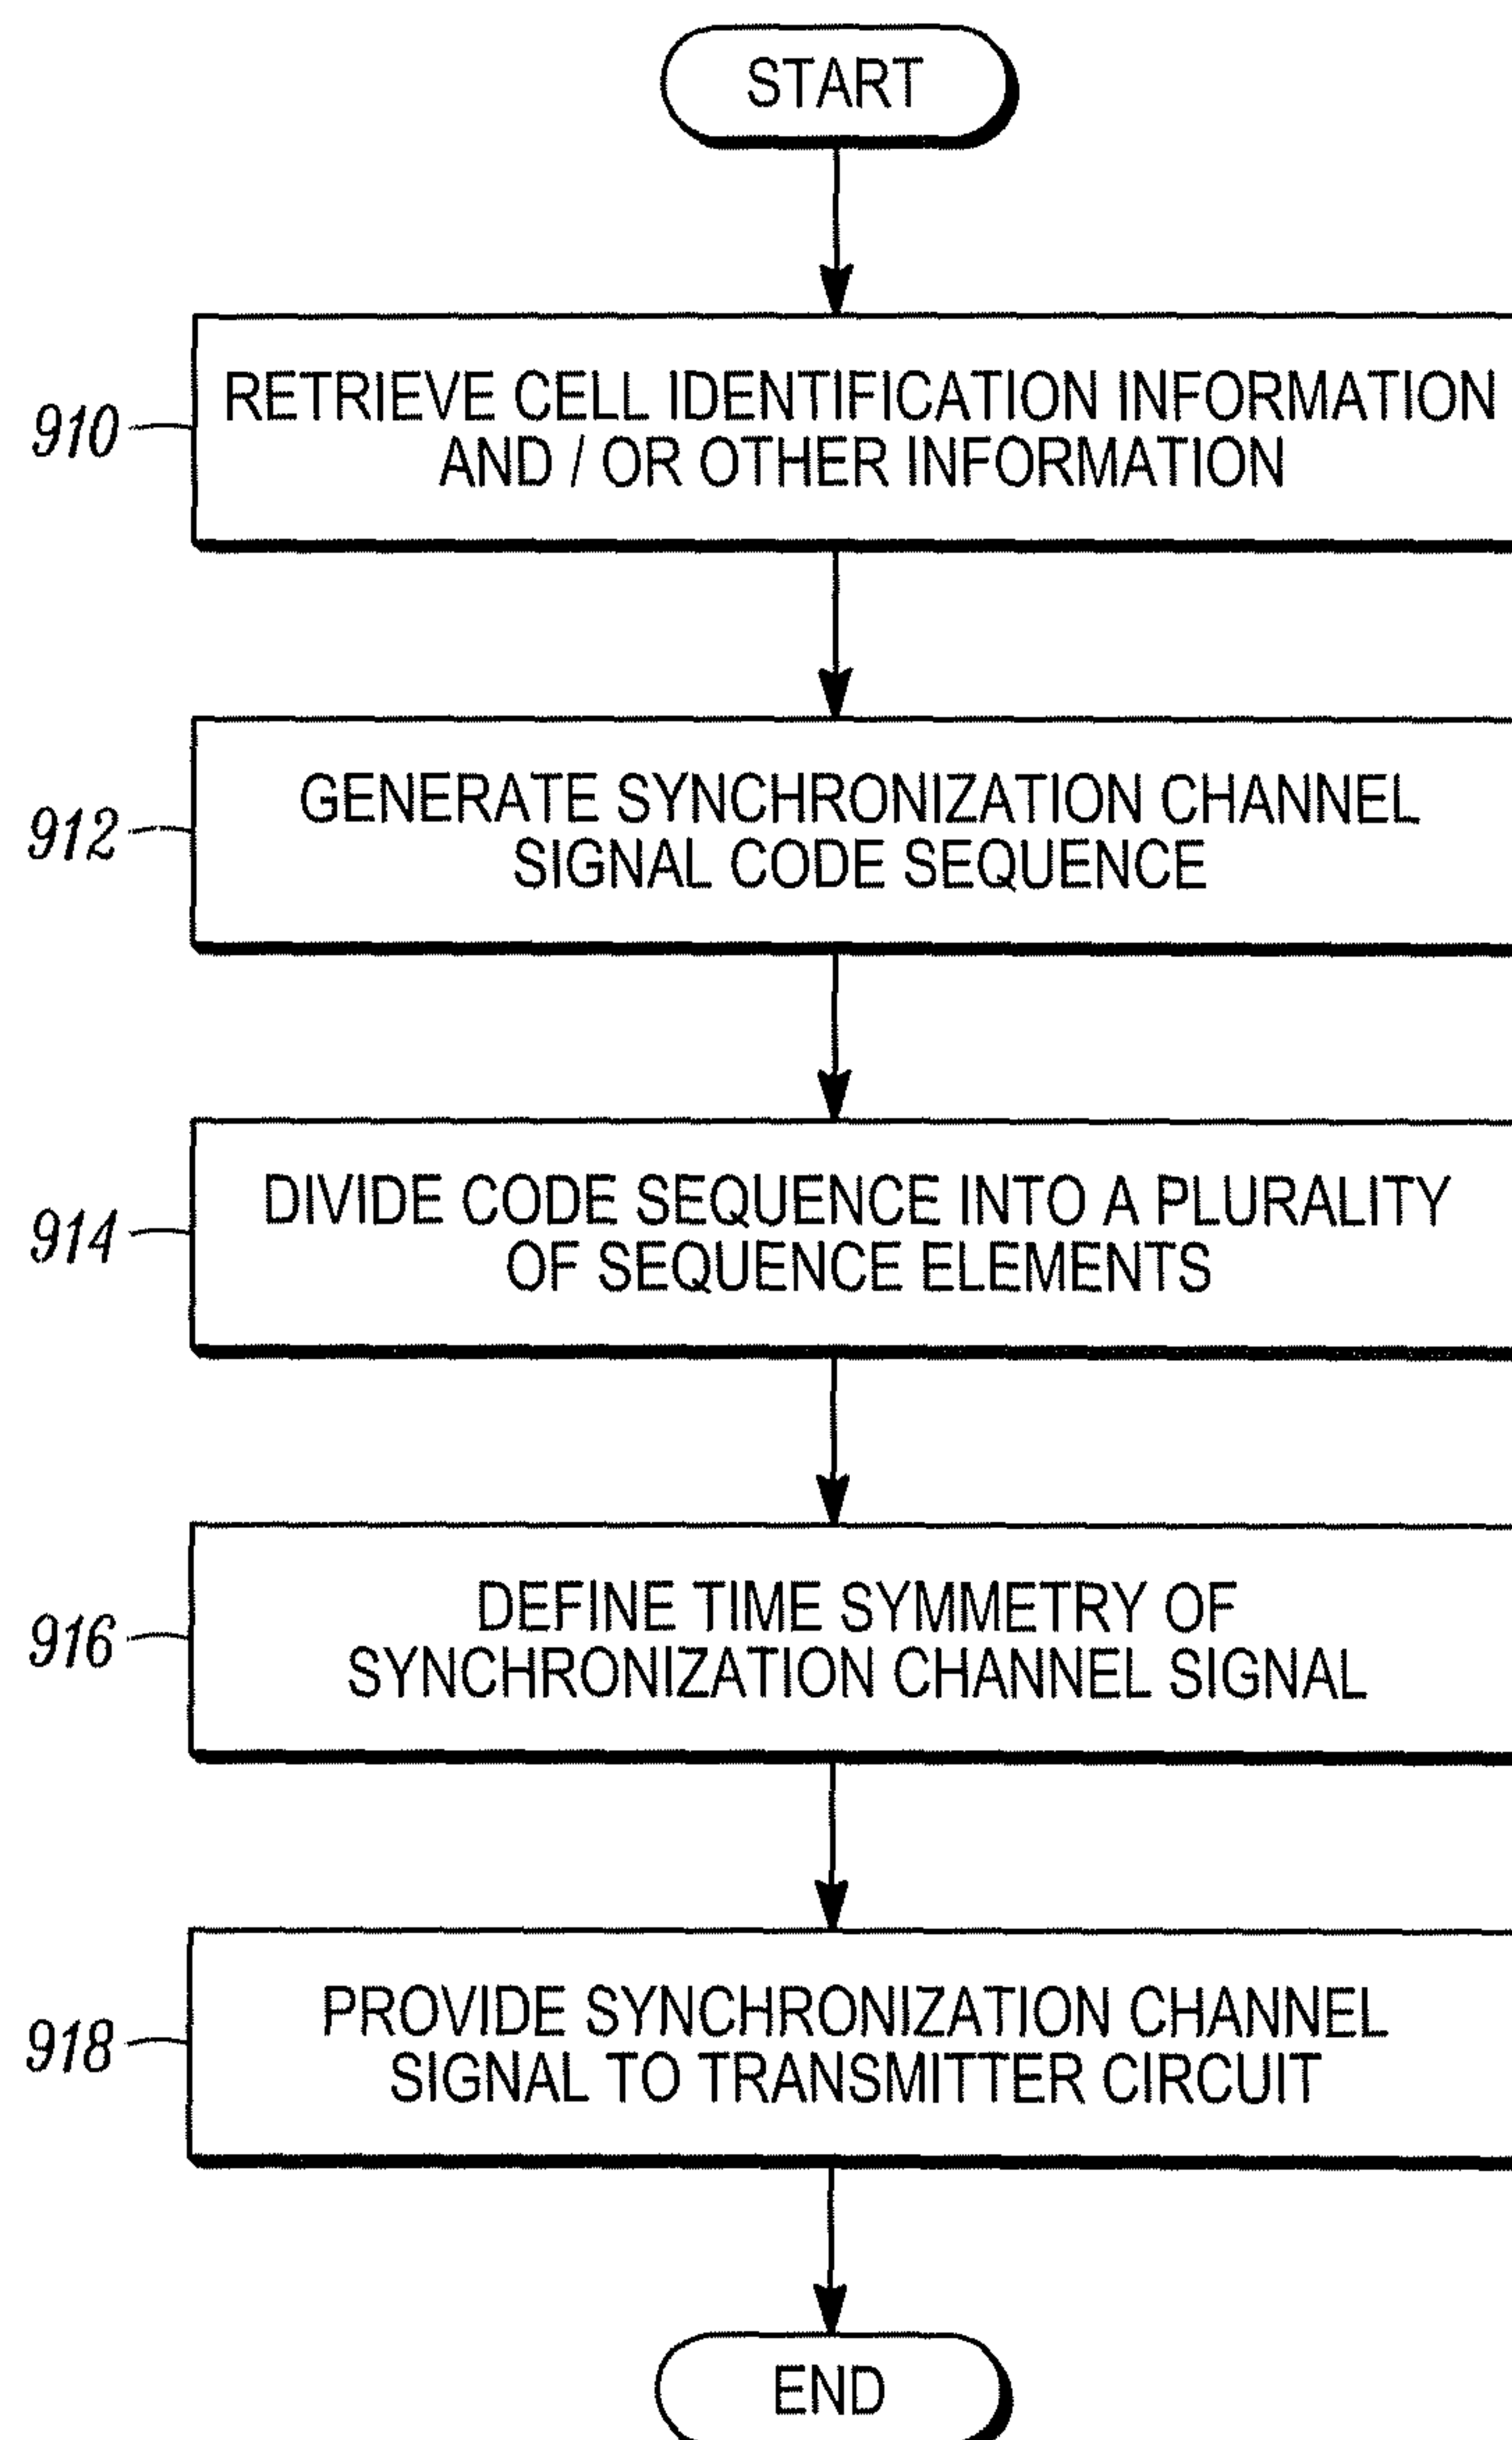 START
910
RETRIEVE CELL IDENTIFICATION INFORMATION
AND / OR OTHER INFORMATION
912
GENERATE SYNCHRONIZATION CHANNEL
SIGNAL CODE SEQUENCE
914
DIVIDE CODE SEQUENCE INTO A PLURALITY
OF SEQUENCE ELEMENTS
916
DEFINE TIME SYMMETRY OF
SYNCHRONIZATION CHANNEL SIGNAL
918
PROVIDE SYNCHRONIZATION CHANNEL
SIGNAL TO TRANSMITTER CIRCUIT
END